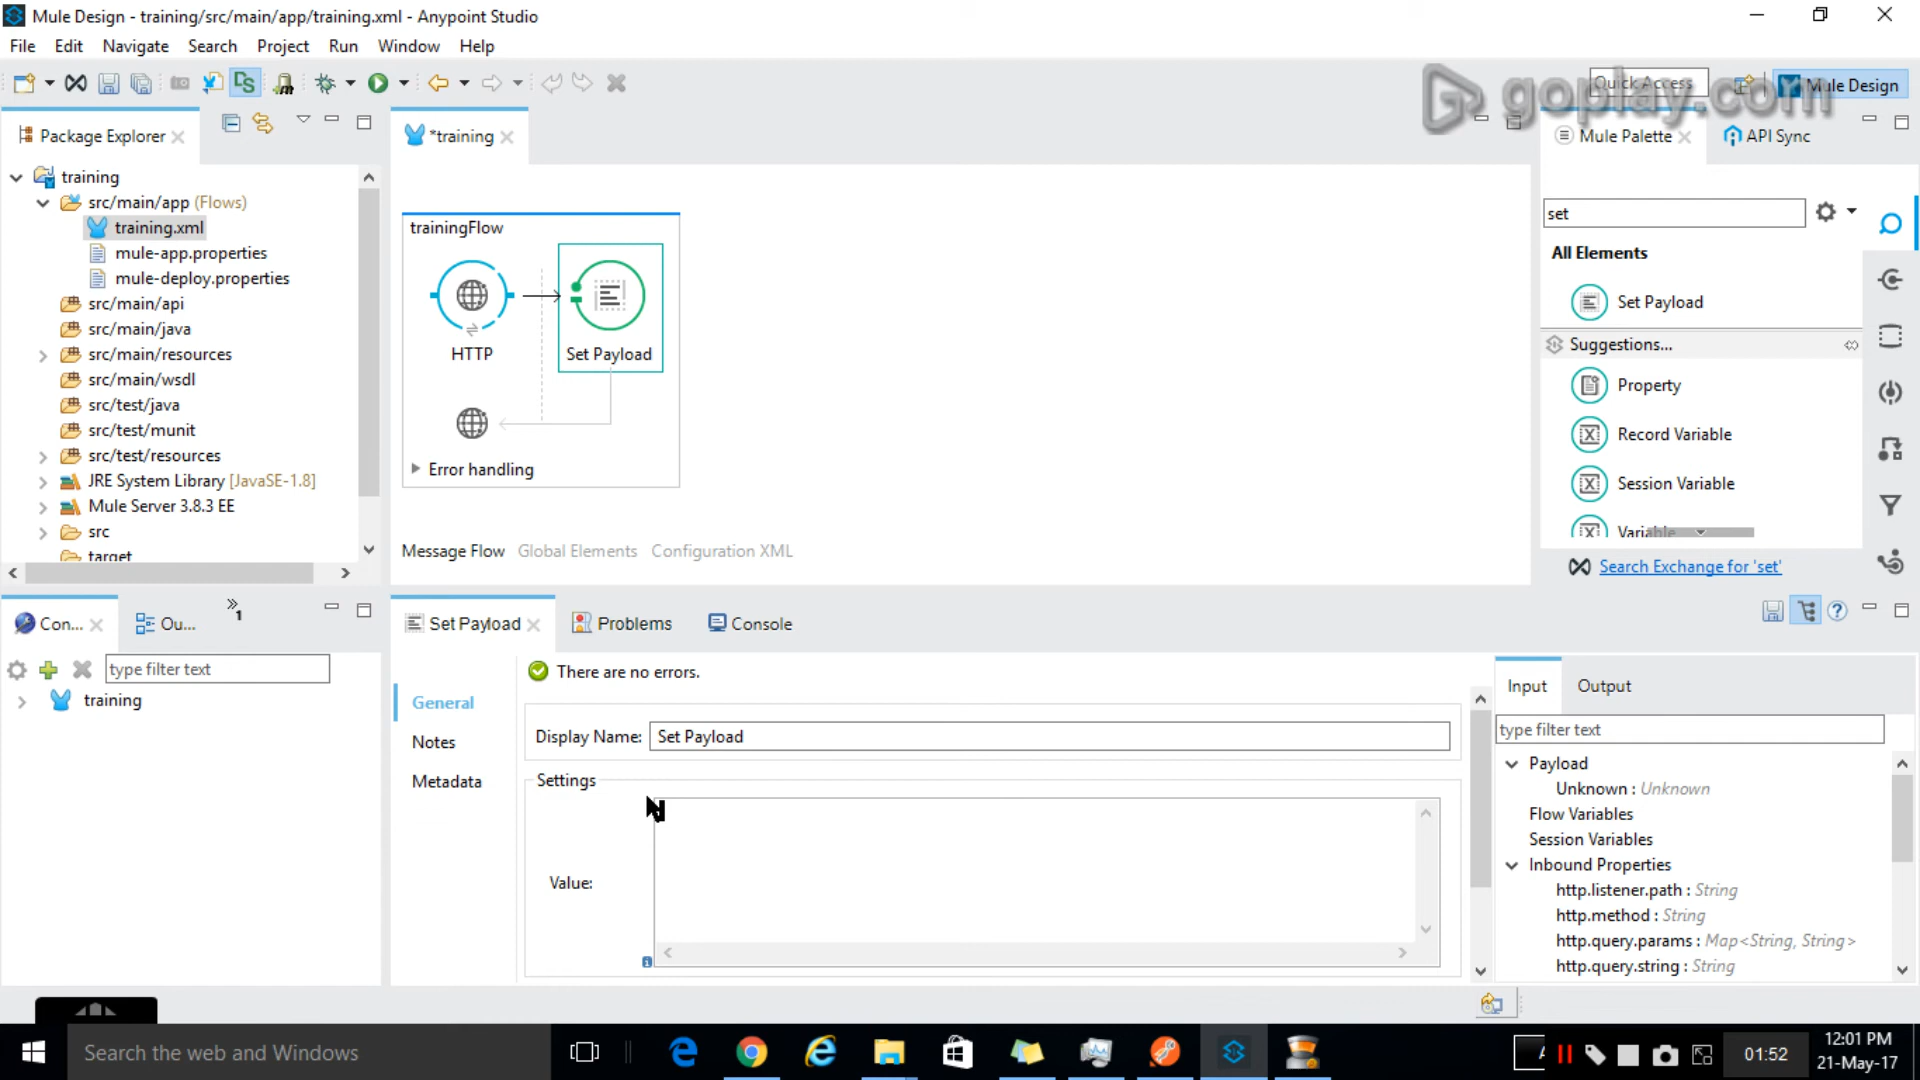 Mule Design - training/src/main/app/training.xml - Anypoint Studio
File Edit Navigate Search Project Run Window Help
Quick Access
Mule Design
goplay.com
Package Explorer
*training
Mule Palette
API Sync
training
src/main/app (Flows)
training.xml
mule-app.properties
mule-deploy.properties
src/main/api
src/main/java
src/main/resources
src/main/wsdl
src/test/java
src/test/munit
src/test/resources
JRE System Library [JavaSE-1.8]
Mule Server 3.8.3 EE
src
target
trainingFlow
HTTP
Set Payload
Error handling
Message Flow Global Elements Configuration XML
set
All Elements
Set Payload
Suggestions...
Property
Record Variable
Session Variable
Variable
Search Exchange for 'set'
Con...
Ou...
1
type filter text
training
Set Payload
Problems
Console
There are no errors.
General
Notes
Metadata
Display Name: Set Payload
Settings
Value:
Input
Output
type filter text
Payload
Unknown : Unknown
Flow Variables
Session Variables
Inbound Properties
http.listener.path : String
http.method : String
http.query.params : Map<String, String>
http.query.string : String
Search the web and Windows
01:52
12:01 PM
21-May-17